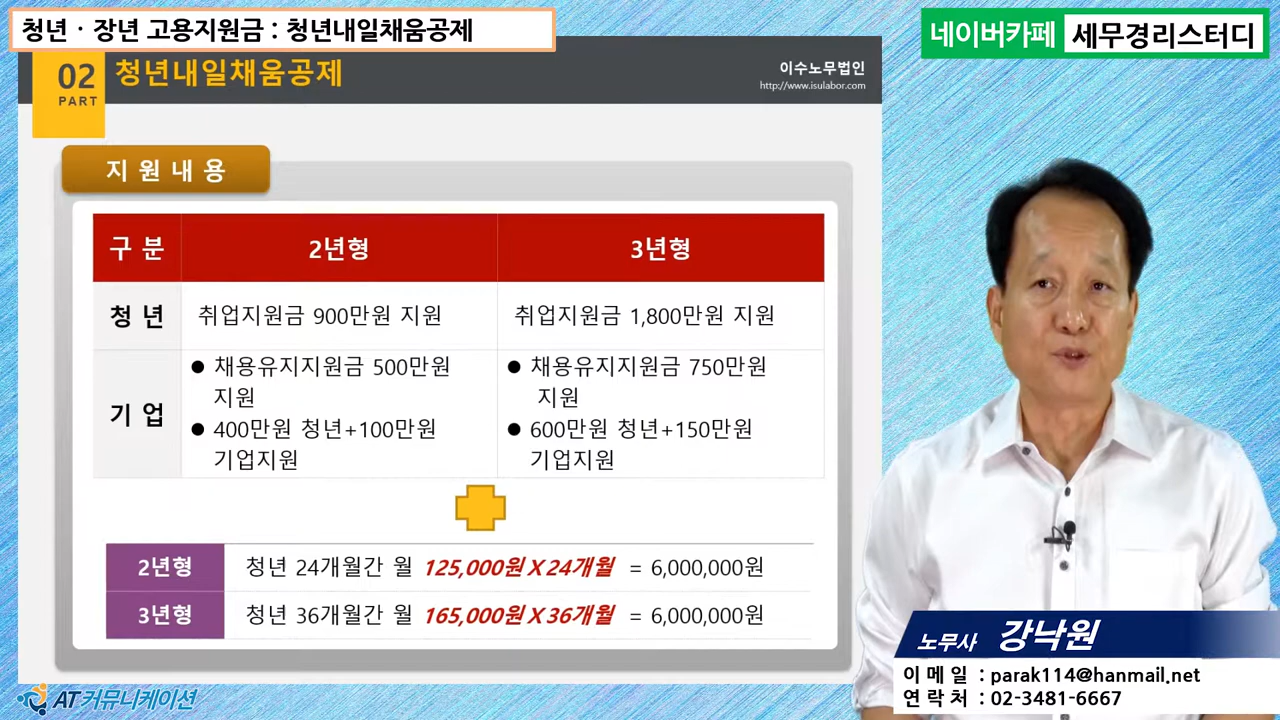 청년 · 장년 고용지원금 : 청년내일채움공제
네이버카페 세무경리스터디
02
PART
청년내일채움공제
이수노무법인
http://www.isulabor.com
지 원 내 용
구 분 2년형 3년형
청 년 취업지원금 900만원 지원 취업지원금 1,800만원 지원
기 업
● 채용유지지원금 500만원
지원
● 400만원 청년+100만원
기업지원
● 채용유지지원금 750만원
지원
● 600만원 청년+150만원
기업지원
2년형 청년 24개월간 월 125,000원 X 24개월 = 6,000,000원
3년형 청년 36개월간 월 165,000원 X 36개월 = 6,000,000원
노무사 강낙원
이 메 일 : parak114@hanmail.net
연 락 처 : 02-3481-6667
AT커뮤니케이션